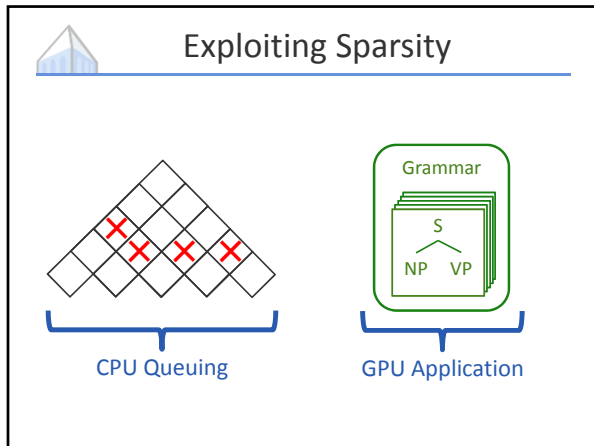 Exploiting Sparsity
Grammar
S
NP VP
CPU Queuing
GPU Application